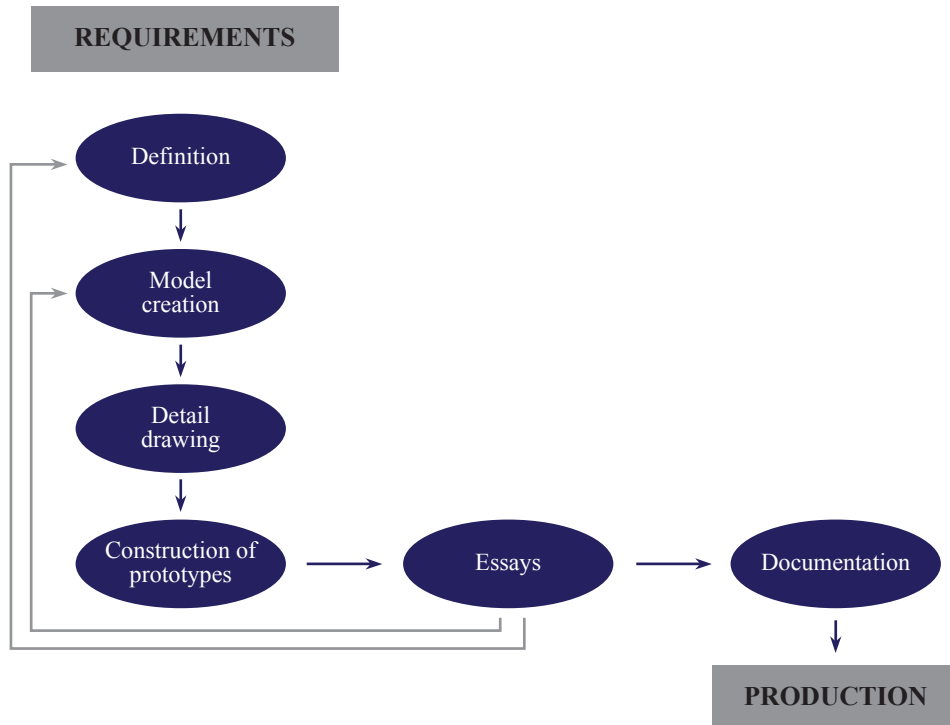 REQUIREMENTS
Definition
Model
creation
Detail
drawing
Construction of
prototypes
Essays
Documentation
PRODUCTION